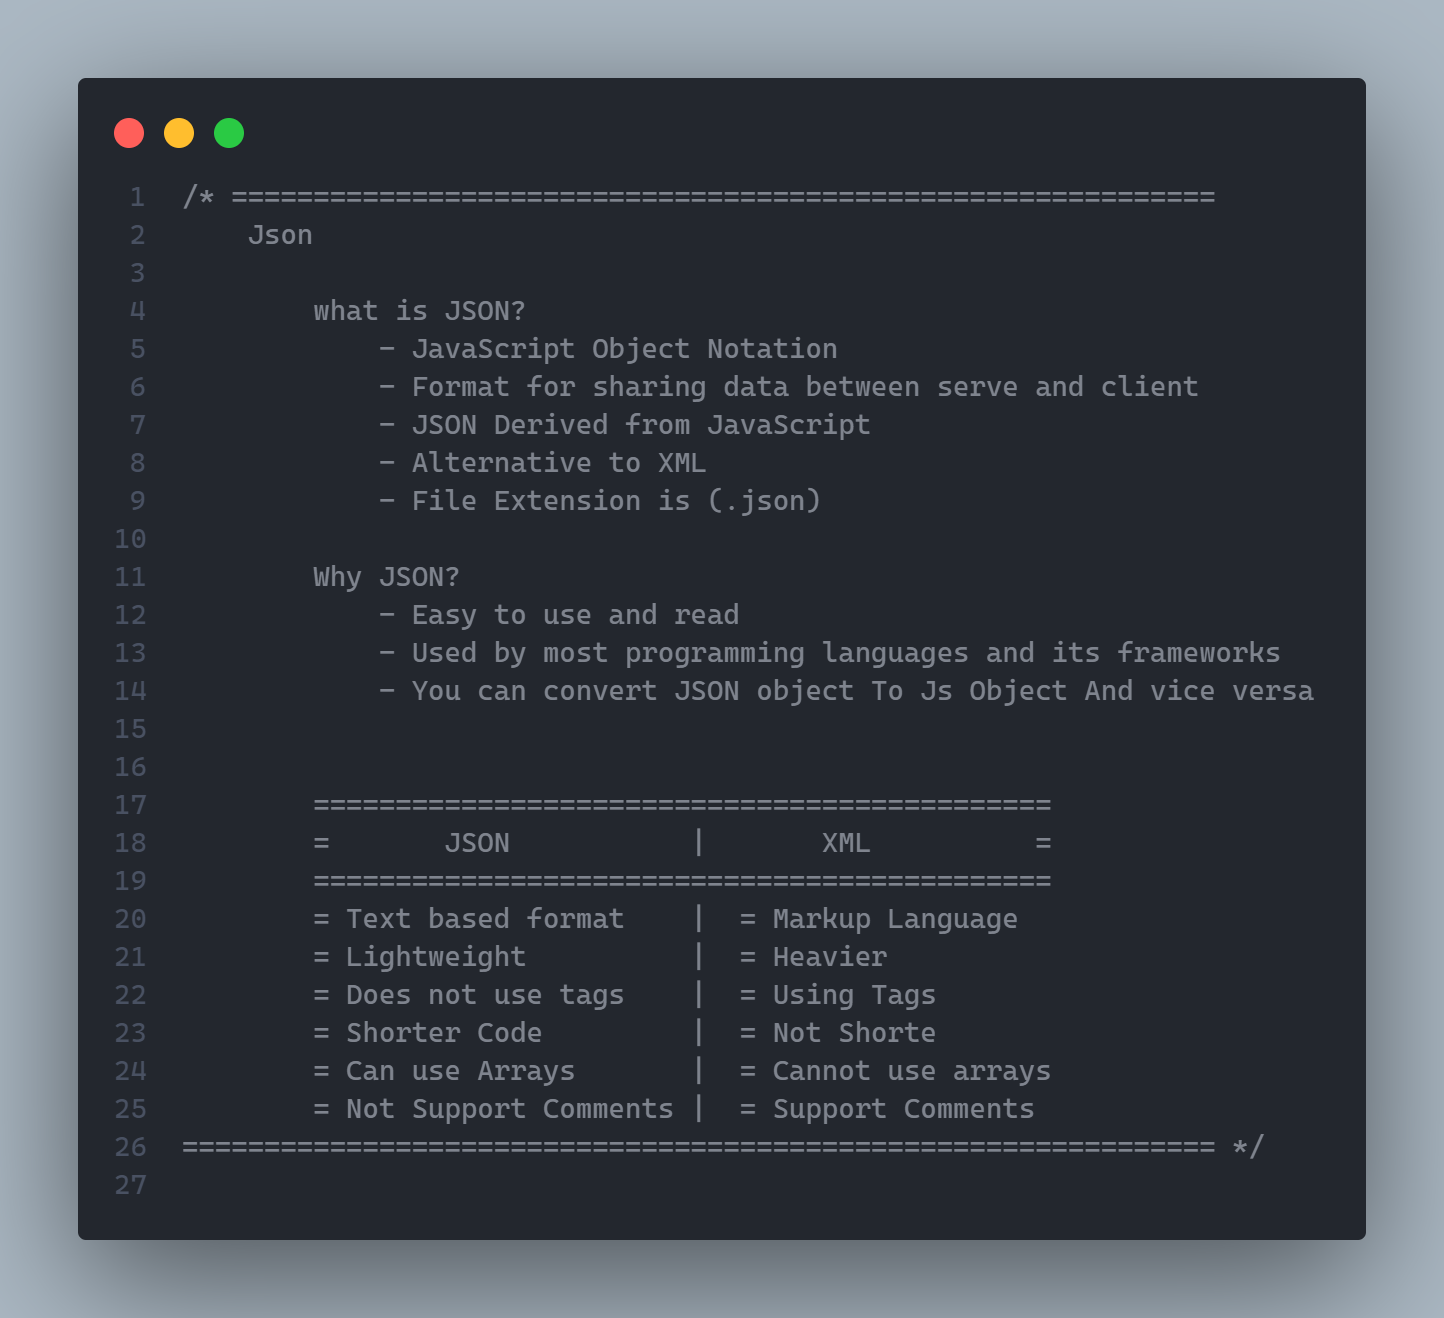 1 /* ============================================================
2     Json
3
4         what is JSON?
5             - JavaScript Object Notation
6             - Format for sharing data between serve and client
7             - JSON Derived from JavaScript
8             - Alternative to XML
9             - File Extension is (.json)
10
11         Why JSON?
12             - Easy to use and read
13             - Used by most programming languages and its frameworks
14             - You can convert JSON object To Js Object And vice versa
15
16
17         =============================================
18         =       JSON           |       XML          =
19         =============================================
20         = Text based format    |  = Markup Language
21         = Lightweight          |  = Heavier
22         = Does not use tags    |  = Using Tags
23         = Shorter Code         |  = Not Shorte
24         = Can use Arrays       |  = Cannot use arrays
25         = Not Support Comments |  = Support Comments
26 =============================================================== */
27